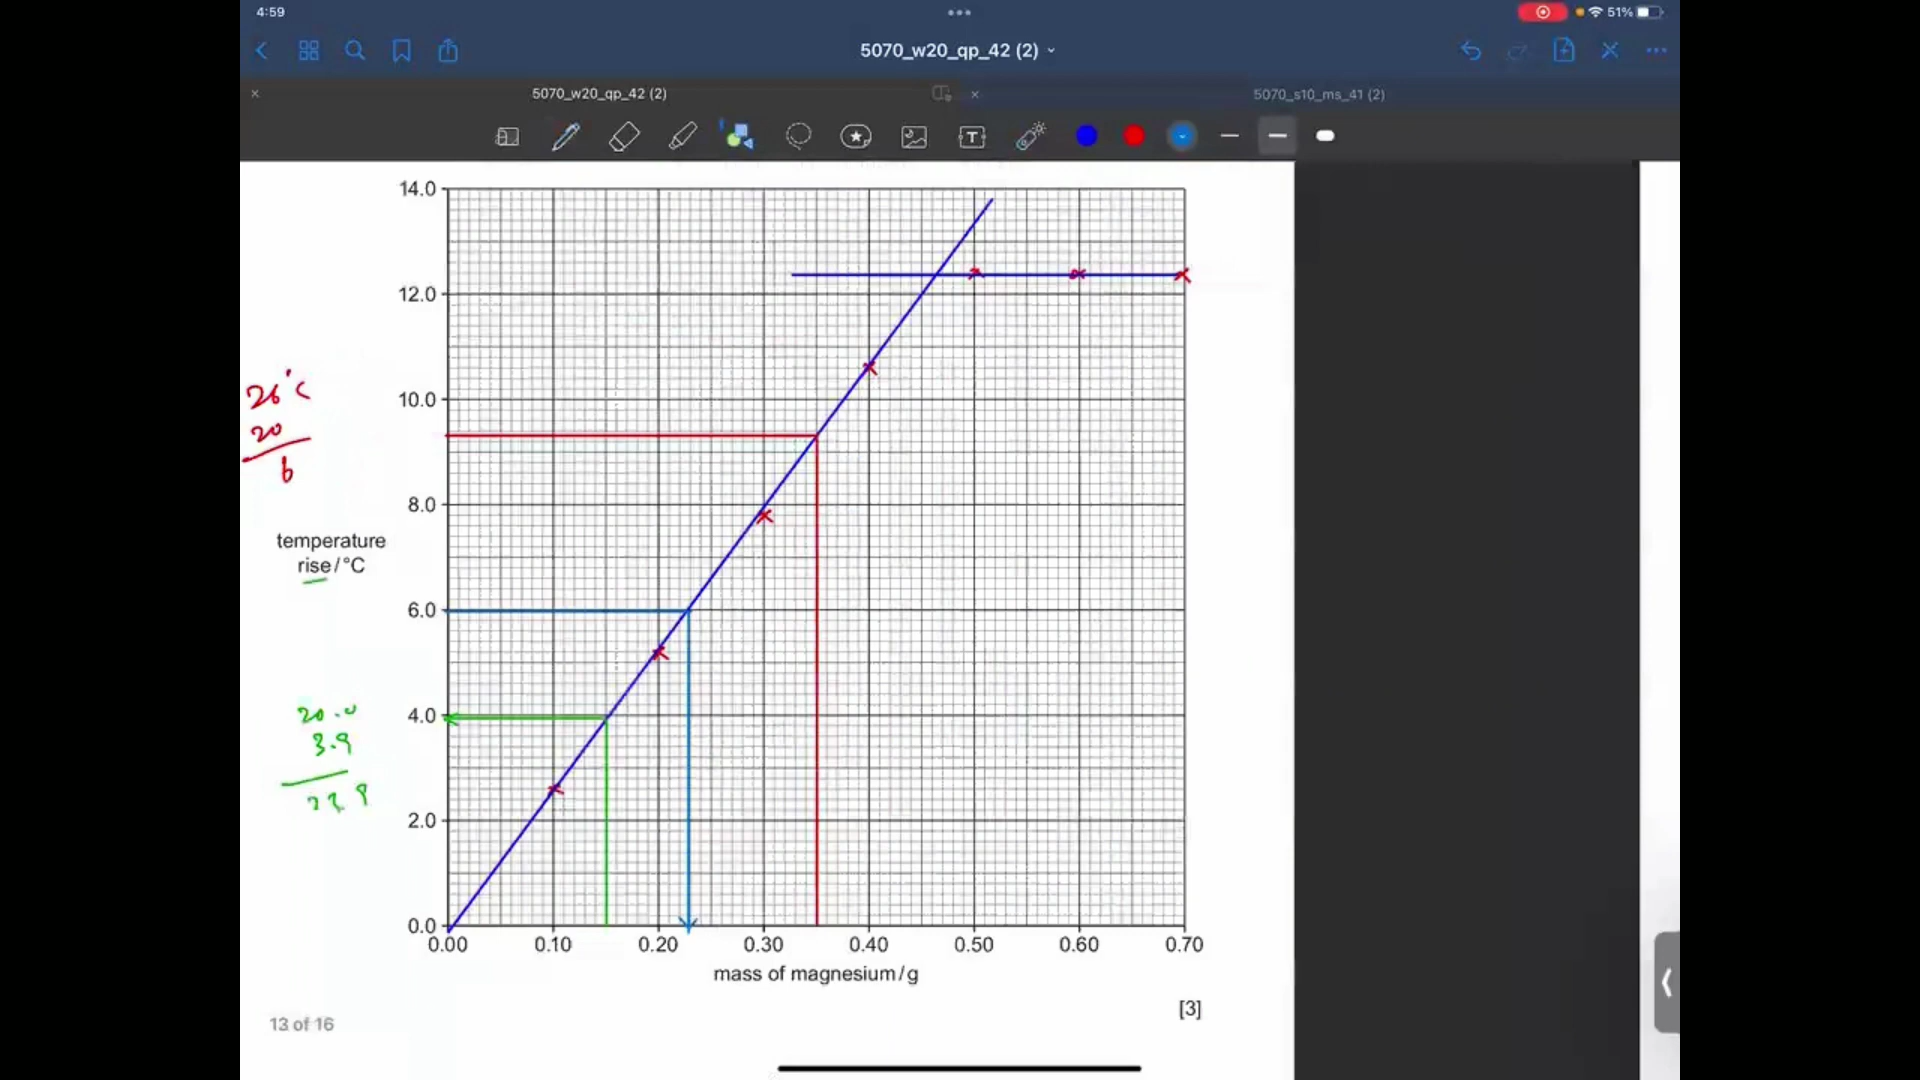 4:59
51%
5070_w20_qp_42 (2)
5070_w20_qp_42 (2)
5070_s10_ms_41 (2)
T
14.0
12.0
10.0
8.0
6.0
4.0
2.0
0.0
26°C
20
6
temperature
rise/°C
20.0
3.9
23.9
0.00 0.10 0.20 0.30 0.40 0.50 0.60 0.70
mass of magnesium/g
[3]
13 of 16